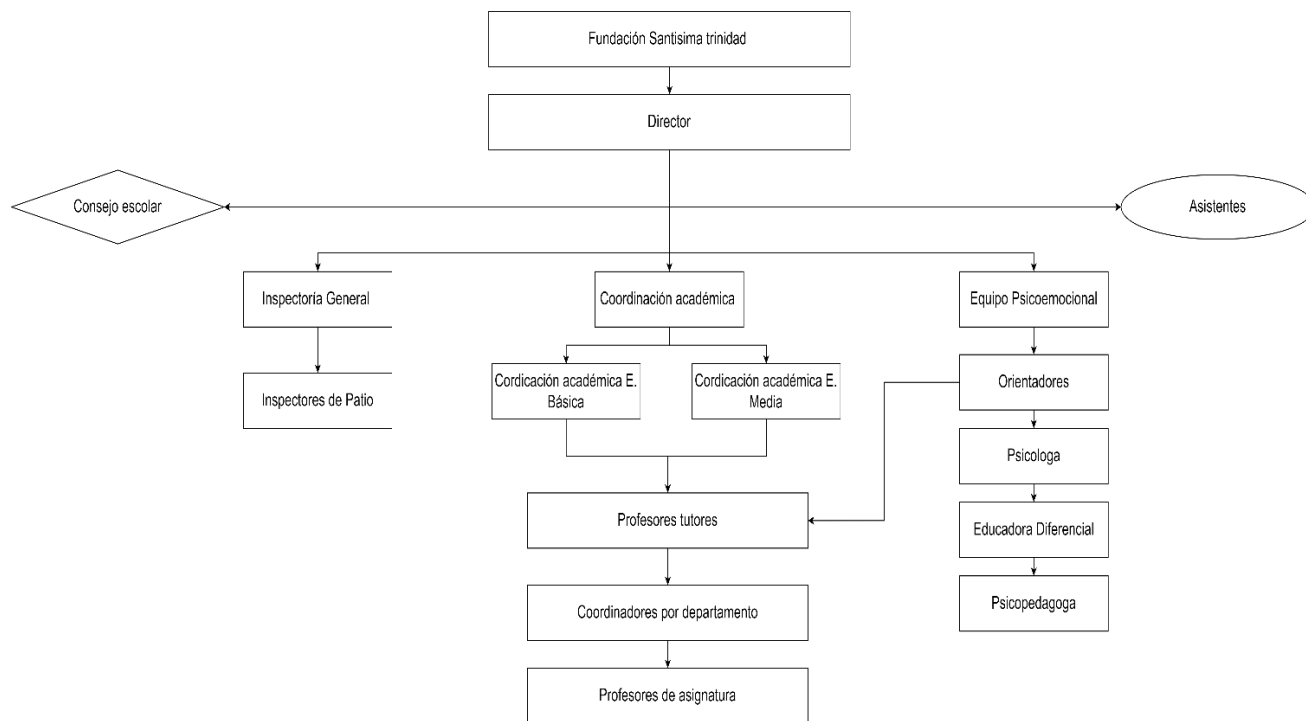 Fundación Santisima trinidad
Director
Consejo escolar
Asistentes
Inspectoría General
Coordinación académica
Equipo Psicoemocional
Inspectores de Patio
Cordicación académica E.
Básica
Cordicación académica E.
Media
Orientadores
Psicologa
Profesores tutores
Educadora Diferencial
Psicopedagoga
Coordinadores por departamento
Profesores de asignatura